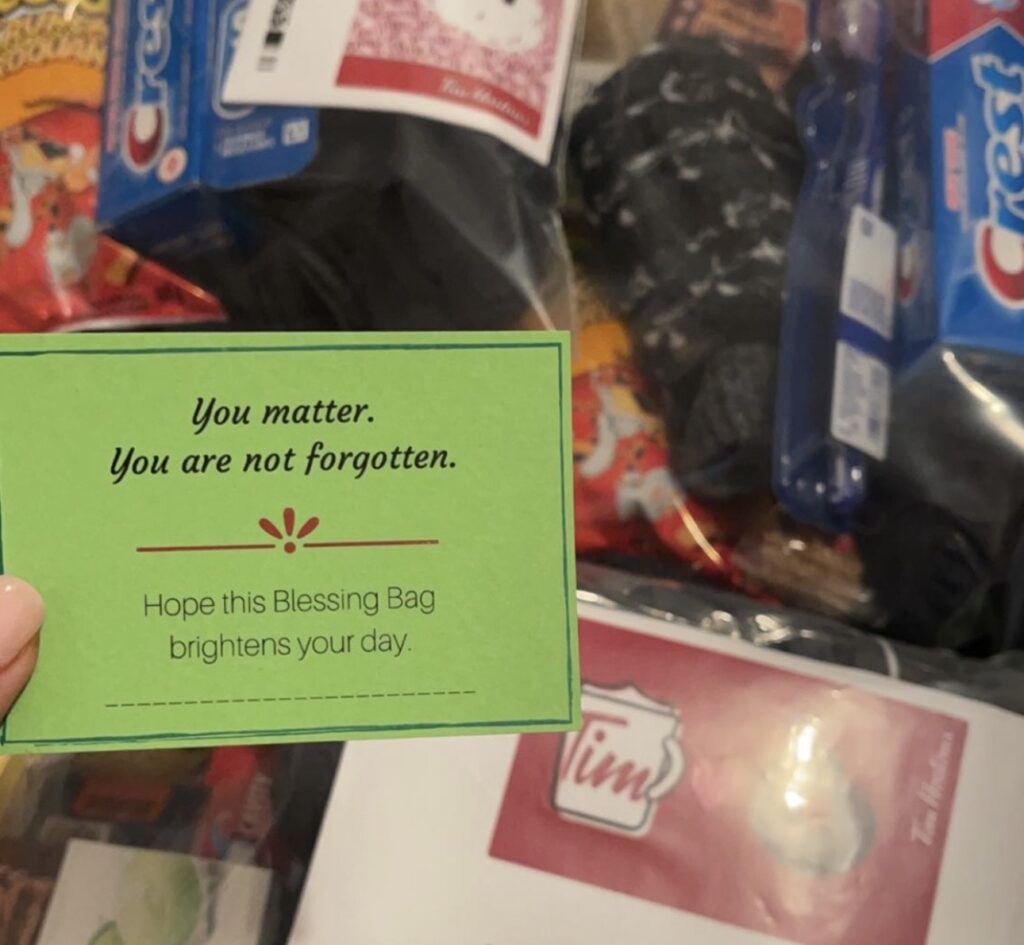 Crest
Tim Hortons
Crest
You matter.
You are not forgotten.
Hope this Blessing Bag
brightens your day.
Tim
Tim Hortons